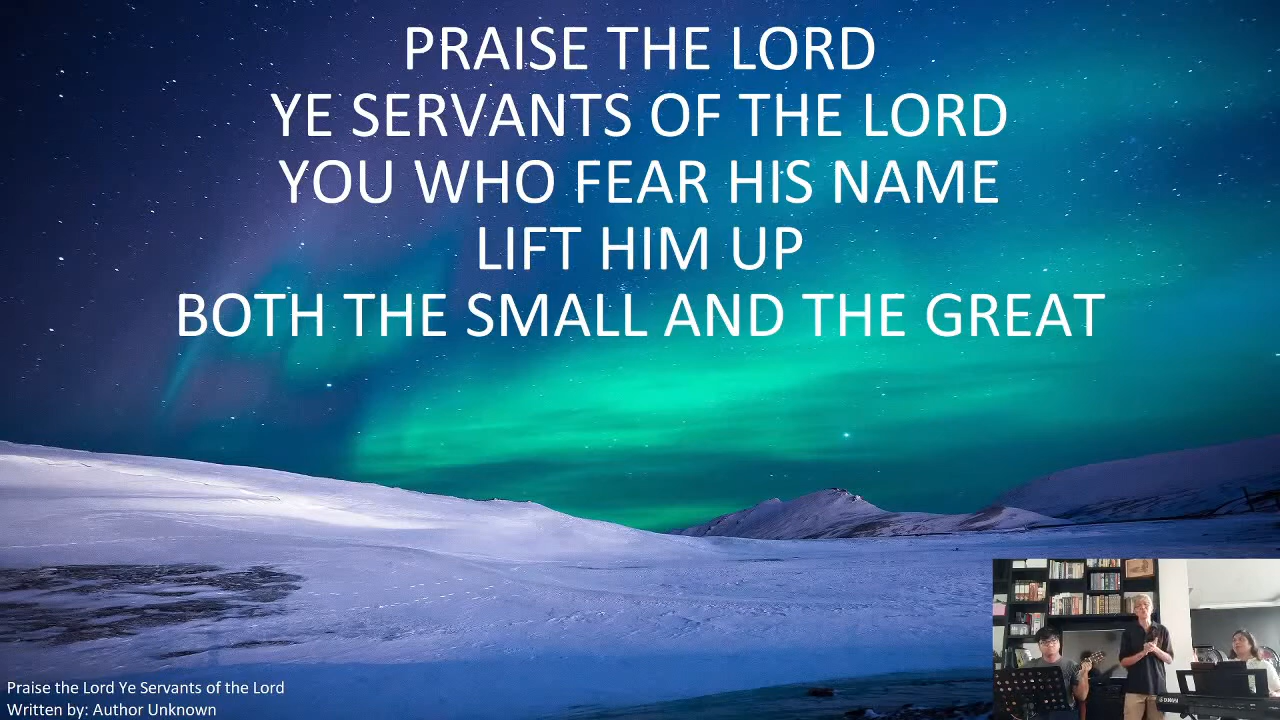 PRAISE THE LORD
YE SERVANTS OF THE LORD
YOU WHO FEAR HIS NAME
LIFT HIM UP
BOTH THE SMALL AND THE GREAT
Praise the Lord Ye Servants of the Lord
Written by: Author Unknown